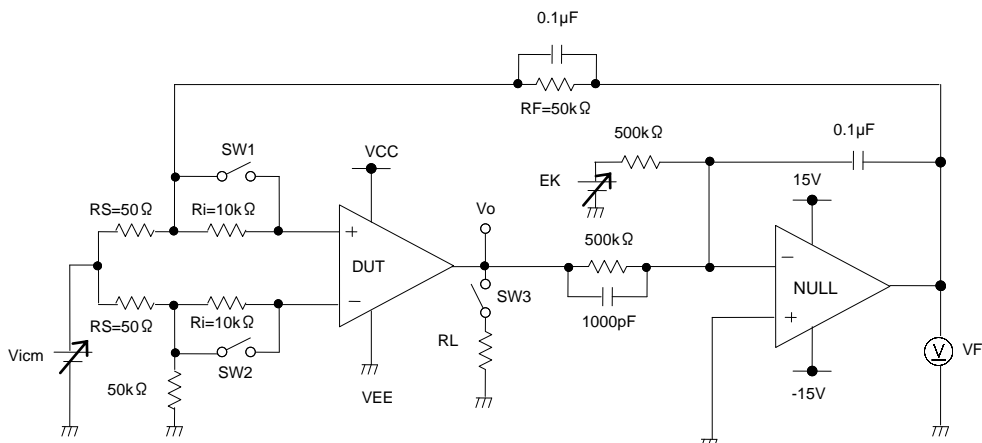 0.1µF
RF=50kΩ
500kΩ
0.1µF
SW1
VCC
EK
15V
Vo
RS=50Ω
Ri=10kΩ
500kΩ
+
−
DUT
−
NULL
+
SW3
RS=50Ω
Ri=10kΩ
1000pF
Vicm
SW2
RL
V
VF
50kΩ
VEE
-15V